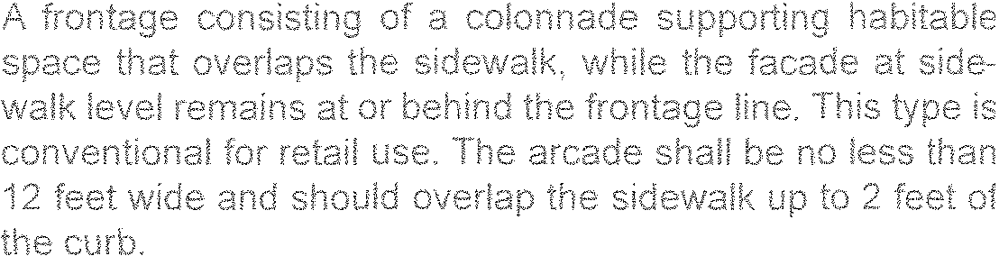 A frontage consisting of a colonnade supporting habitable
space that overlaps the sidewalk, while the facade at side-
walk level remains at or behind the frontage line. This type is
conventional for retail use. The arcade shall be no less than
12 feet wide and should overlap the sidewalk up to 2 feet of
the curb.